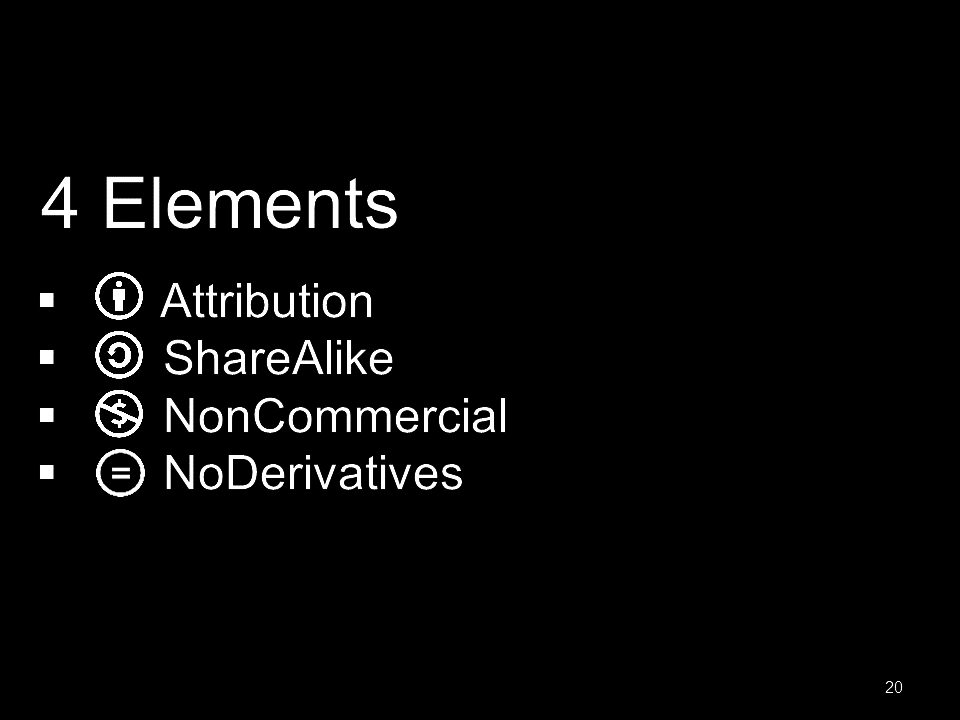 4 Elements
▪ Attribution
▪ ShareAlike
▪ $ NonCommercial
▪ = NoDerivatives
20